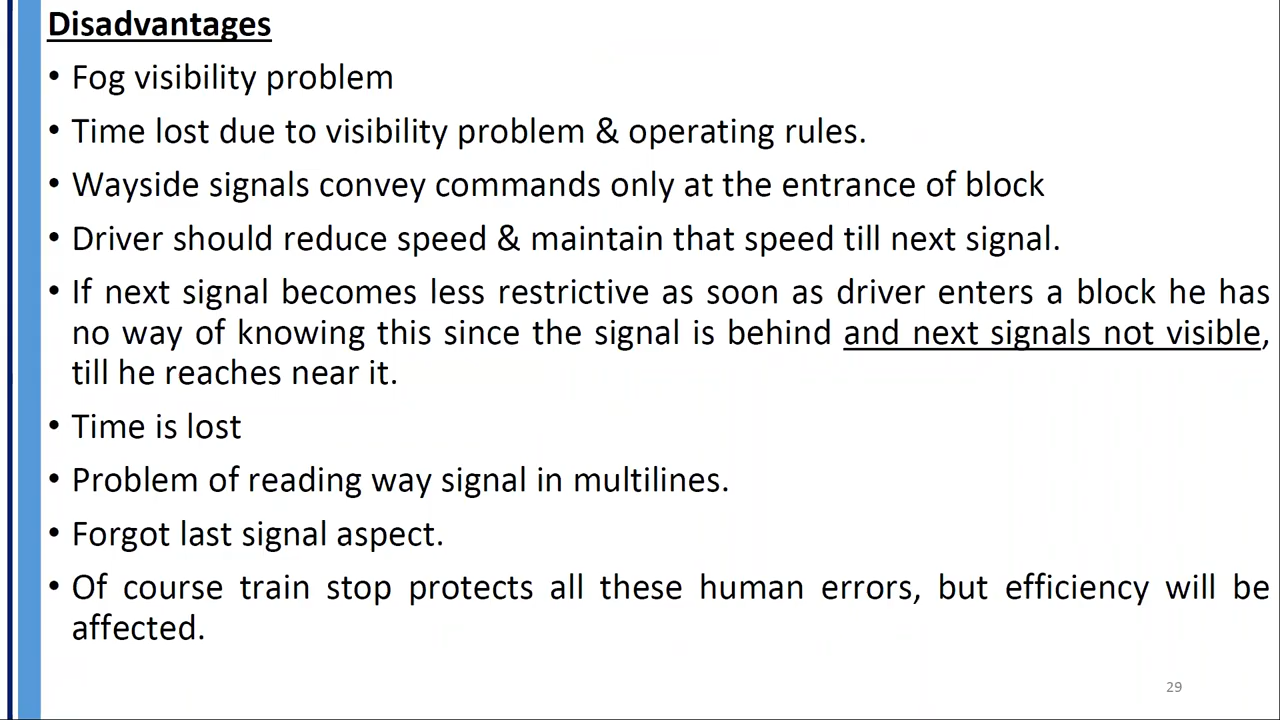 Disadvantages
• Fog visibility problem
• Time lost due to visibility problem & operating rules.
• Wayside signals convey commands only at the entrance of block
• Driver should reduce speed & maintain that speed till next signal.
• If next signal becomes less restrictive as soon as driver enters a block he has
no way of knowing this since the signal is behind and next signals not visible,
till he reaches near it.
• Time is lost
• Problem of reading way signal in multilines.
• Forgot last signal aspect.
• Of course train stop protects all these human errors, but efficiency will be
affected.
29